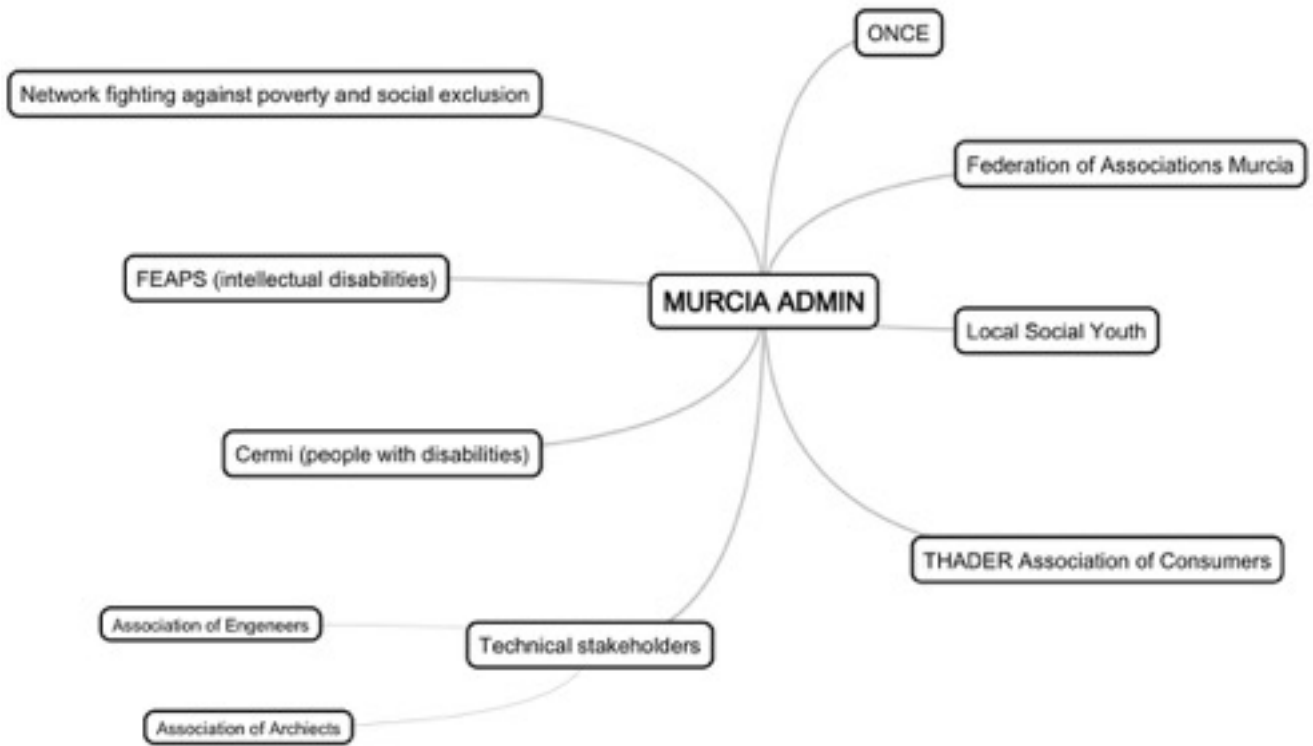 ONCE
Network fighting against poverty and social exclusion
Federation of Associations Murcia
FEAPS (intellectual disabilities)
MURCIA ADMIN
Local Social Youth
Cermi (people with disabilities)
THADER Association of Consumers
Association of Engeneers
Technical stakeholders
Association of Archiects